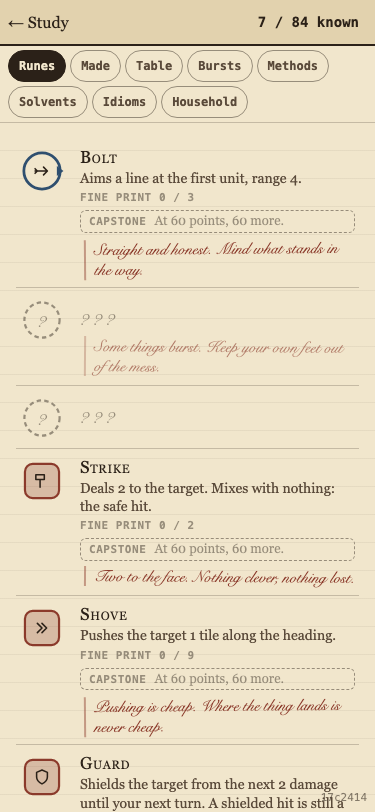 ← Study 7 / 84 known
Runes Made Table Bursts Methods
Solvents Idioms Household
Bolt
Aims a line at the first unit, range 4.
FINE PRINT 0 / 3
CAPSTONE At 60 points, 60 more.
Straight and honest. Mind what stands in
the way.
?
???
Some things burst. Keep your own feet out
of the mess.
?
???
Strike
Deals 2 to the target. Mixes with nothing:
the safe hit.
FINE PRINT 0 / 2
CAPSTONE At 60 points, 60 more.
Two to the face. Nothing clever, nothing lost.
Shove
Pushes the target 1 tile along the heading.
FINE PRINT 0 / 9
CAPSTONE At 60 points, 60 more.
Pushing is cheap. Where the thing lands is
never cheap.
Guard
Shields the target from the next 2 damage
until your next turn. A shielded hit is still a